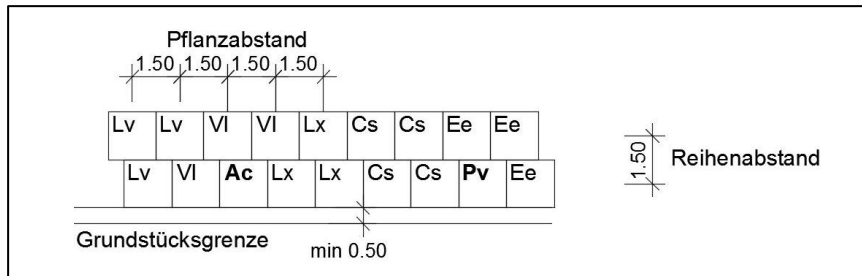 Pflanzabstand
1.50 1.50 1.50 1.50
Lv Lv Vl Vl Lx Cs Cs Ee Ee
Lv Vl Ac Lx Lx Cs Cs Pv Ee
1.50
Reihenabstand
Grundstücksgrenze
min 0.50